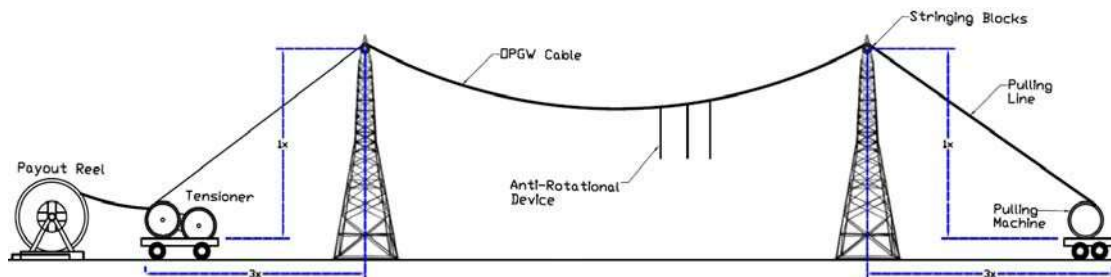 Stringing Blocks
OPGW Cable
Pulling
Line
1x
1x
Payout Reel
Tensioner
Anti-Rotational
Device
Pulling
Machine
3x
3x